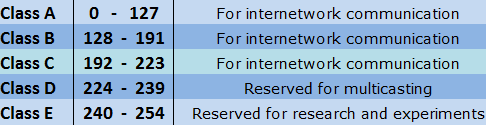 Class A 0 - 127 For internetwork communication
Class B 128 - 191 For internetwork communication
Class C 192 - 223 For internetwork communication
Class D 224 - 239 Reserved for multicasting
Class E 240 - 254 Reserved for research and experiments